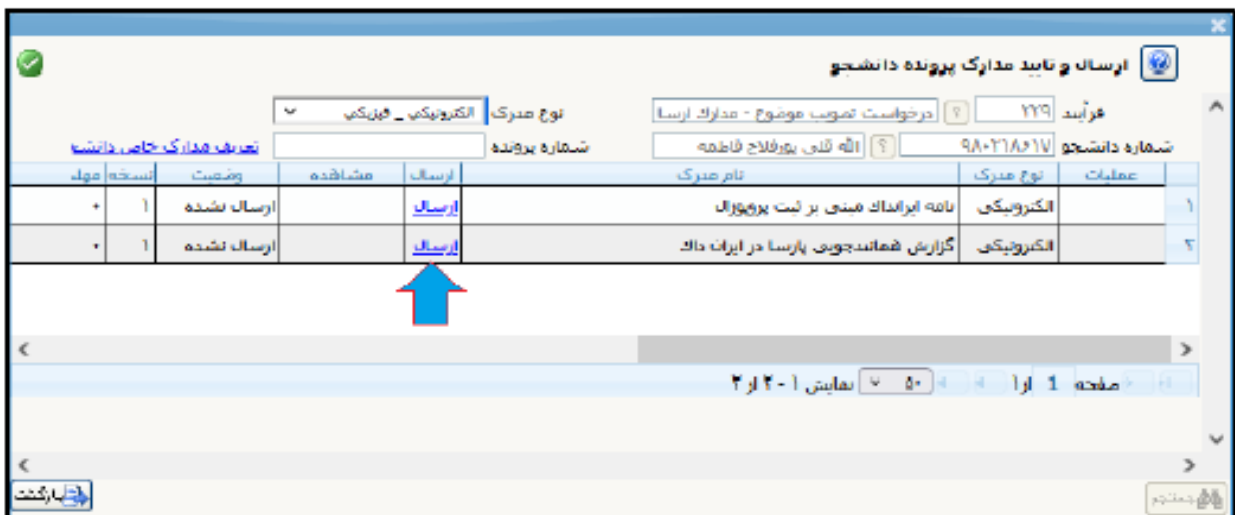 ارسال و تایید مدارک پرونده دانشجو
فرآیند ۲۲۹ ؟ درخواست تصویب موضوع - مدارک ارسا نوع مدرک الکترونیکی _ فیزیکی
شماره دانشجو ۹۸۰۲۱۸۶۱۷ ؟ الله قلی پورفلاح فاطمه شماره پرونده تعریف مدارک خاص دانشج
عملیات نوع مدرک نام مدرک ارسال مشاهده وضعیت نسخه مهلـ
۱ الکترونیکی نامه ایرانداک مبنی بر ثبت پروپوزال ارسال ارسال نشده ۱ ۰
۲ الکترونیکی گزارش همانندجویی پارسا در ایران داک ارسال ارسال نشده ۱ ۰
صفحه 1 از ۱ ۵۰ نمایش ۱ - ۲ از ۲
جستجو بازگشت